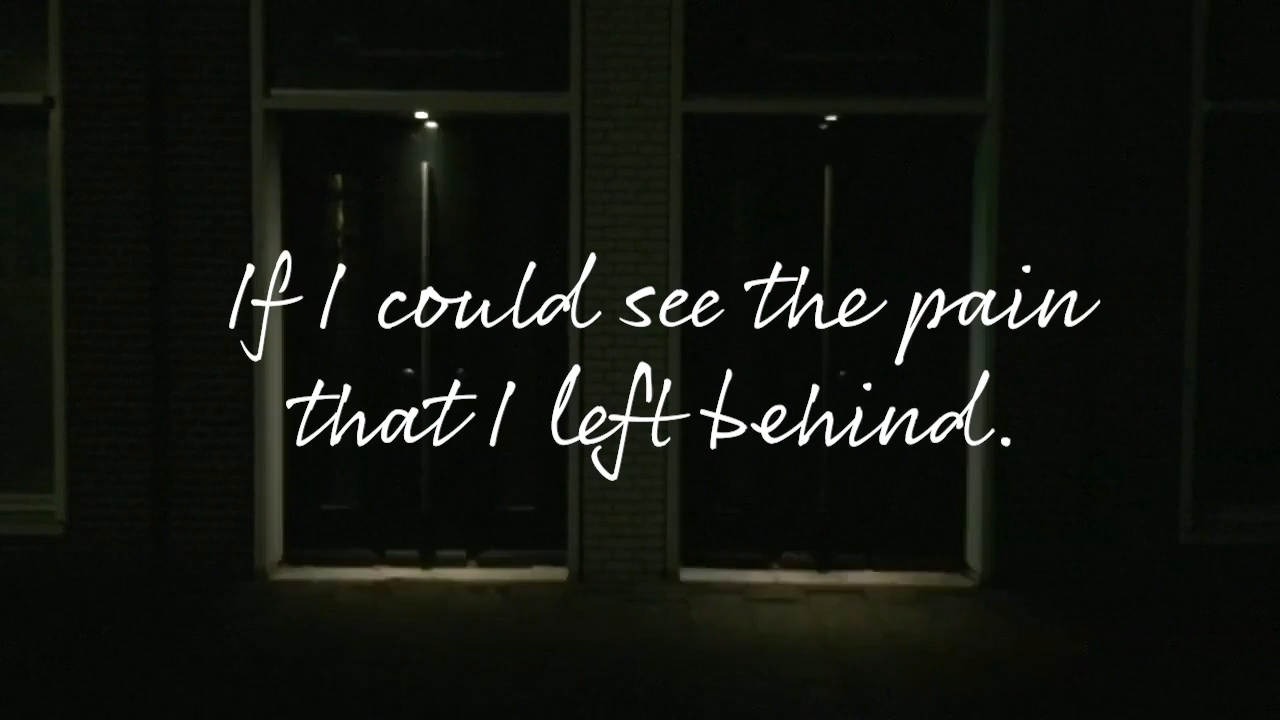 If I could see the pain
that I left behind.